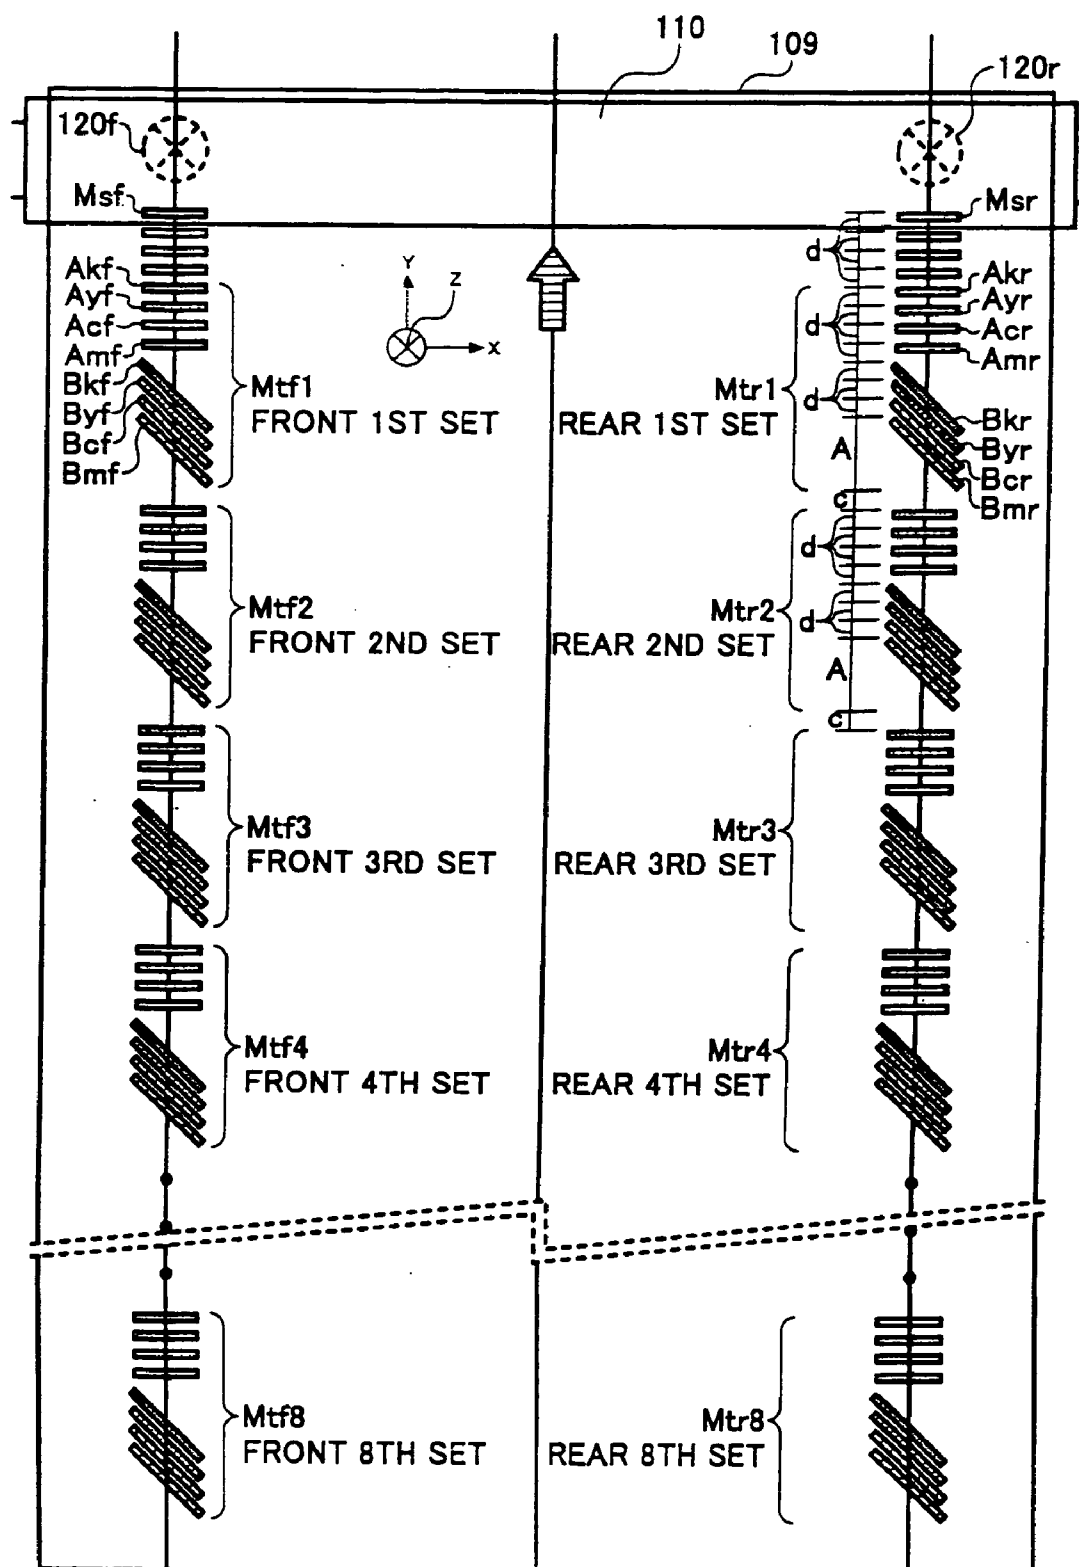 110
109
120r
120f
Msf
Msr
Akf
Ayf
Acf
Amf
Bkf
Byf
Bcf
Bmf
Y
Z
X
d
d
d
Akr
Ayr
Acr
Amr
Mtf1
FRONT 1ST SET
Mtr1
REAR 1ST SET
A
Bkr
Byr
Bcr
Bmr
c
d
d
Mtf2
FRONT 2ND SET
Mtr2
REAR 2ND SET
A
c
Mtf3
FRONT 3RD SET
Mtr3
REAR 3RD SET
Mtf4
FRONT 4TH SET
Mtr4
REAR 4TH SET
Mtf8
FRONT 8TH SET
Mtr8
REAR 8TH SET